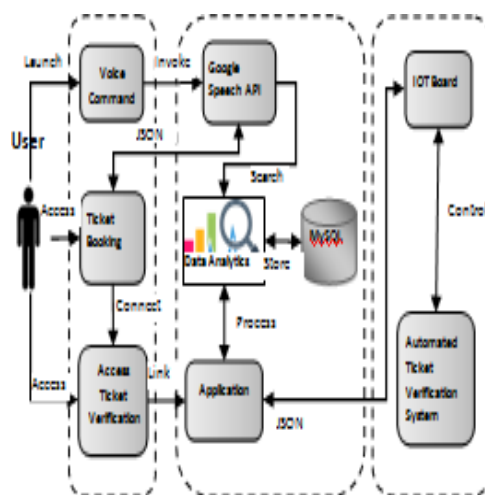 Launch
Voice
Command
Invoke
Google
Speech API
IOT Board
User
JSON
Search
Control
Access
Ticket
Booking
Data Analytics
Store
MySQL
Connect
Process
Access
Access
Ticket
Verification
Link
Application
JSON
Automated
Ticket
Verification
System